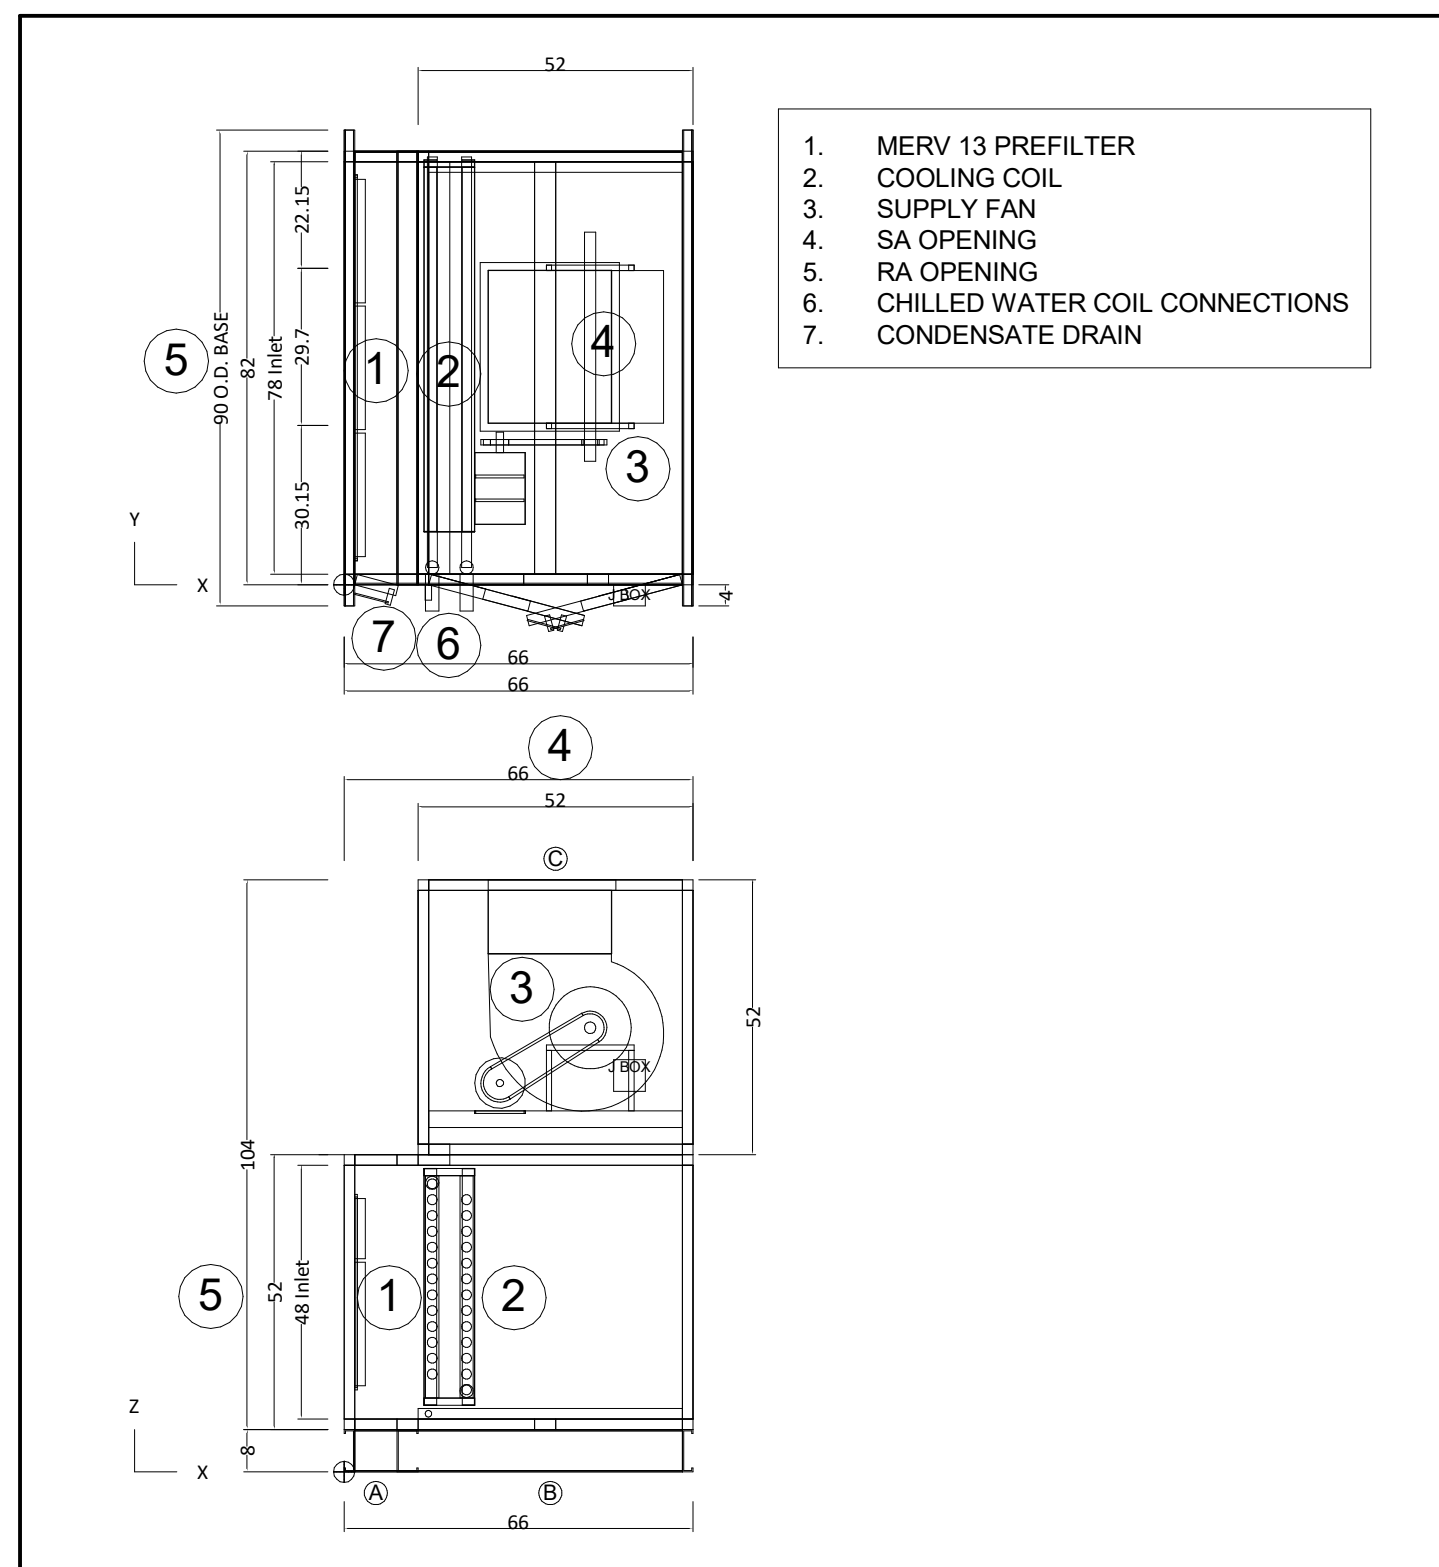 52
1. MERV 13 PREFILTER
2. COOLING COIL
3. SUPPLY FAN
4. SA OPENING
5. RA OPENING
6. CHILLED WATER COIL CONNECTIONS
7. CONDENSATE DRAIN
90 O.D. BASE
82
78 Inlet
22.15
29.7
30.15
5
1
2
4
3
Y
X
J BOX
4
7
6
66
66
4
66
52
C
3
J BOX
52
104
52
48 Inlet
5
1
2
Z
X
8
A
B
66